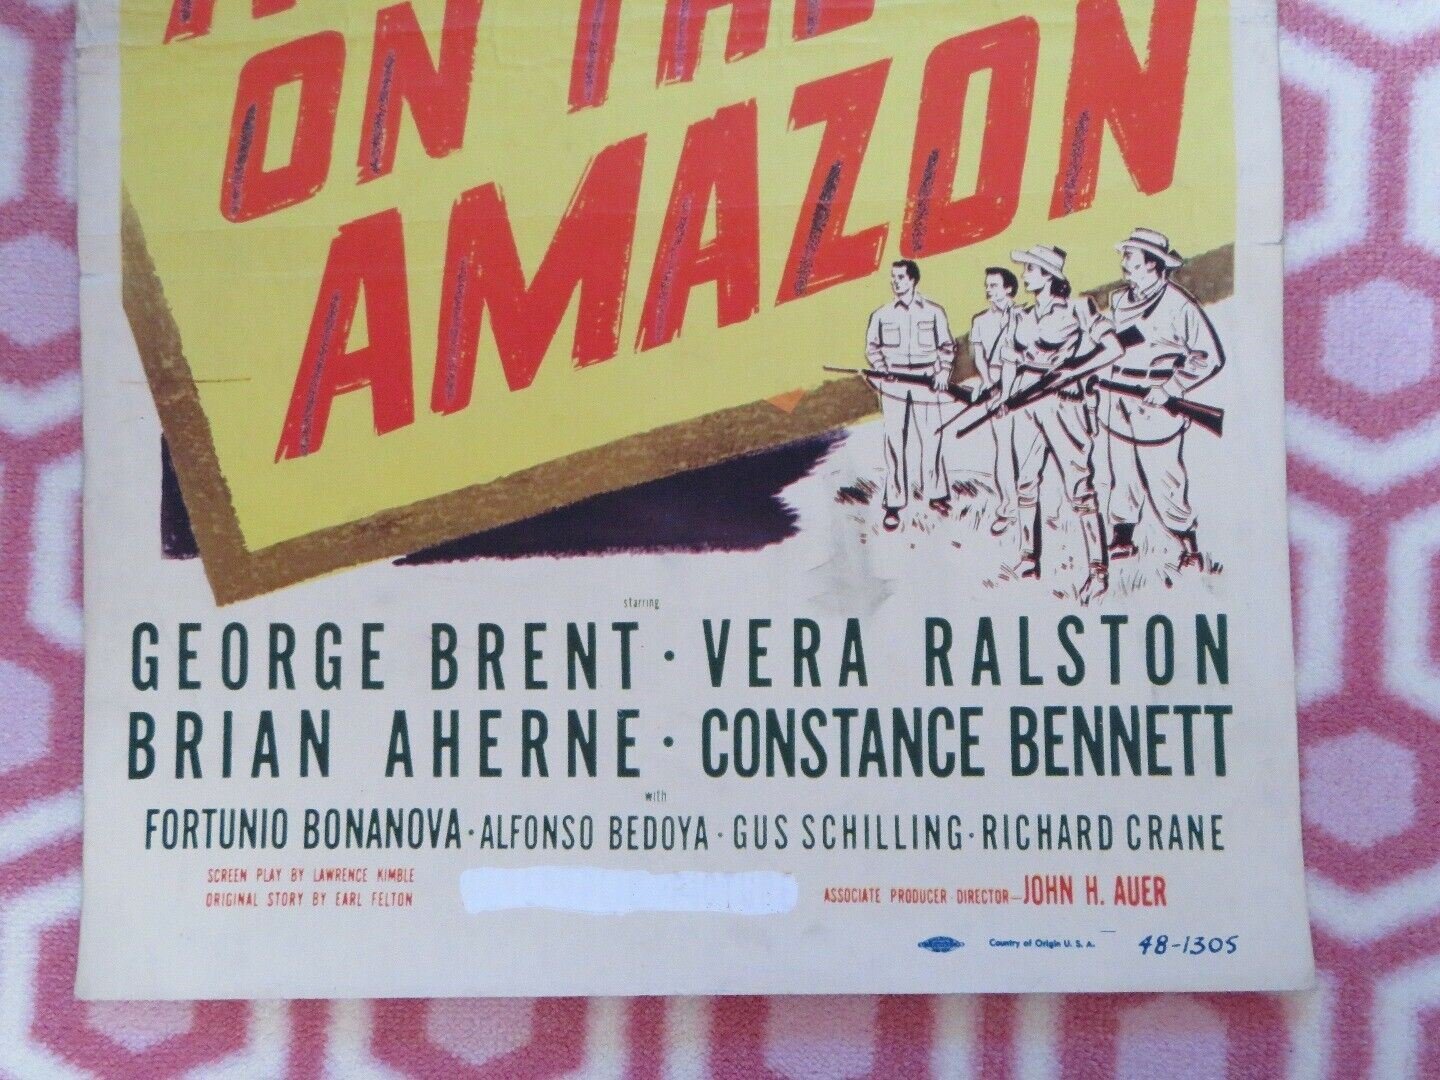 ON THE
AMAZON
starring
GEORGE BRENT · VERA RALSTON
BRIAN AHERNE · CONSTANCE BENNETT
with
FORTUNIO BONANOVA · ALFONSO BEDOYA · GUS SCHILLING · RICHARD CRANE
SCREEN PLAY BY LAWRENCE KIMBLE
ORIGINAL STORY BY EARL FELTON
ASSOCIATE PRODUCER DIRECTOR—JOHN H. AUER
Country of Origin U. S. A.
48-1305